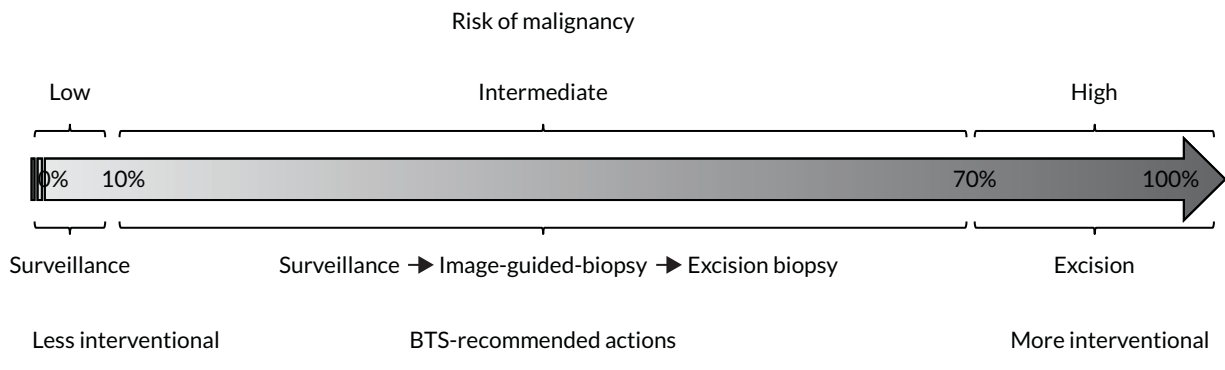 Risk of malignancy
Low Intermediate High
0% 10% 70% 100%
Surveillance Surveillance Image-guided-biopsy Excision biopsy Excision
Less interventional BTS-recommended actions More interventional